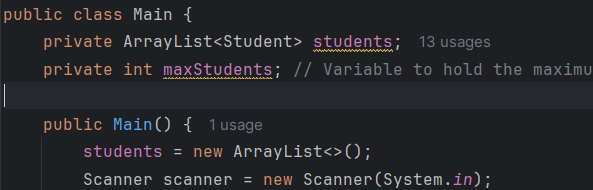 public class Main {
private ArrayList<Student> students; 13 usages
private int maxStudents; // Variable to hold the
public Main() { 1 usage
students = new ArrayList<>();
Scanner scanner = new Scanner(System.in);